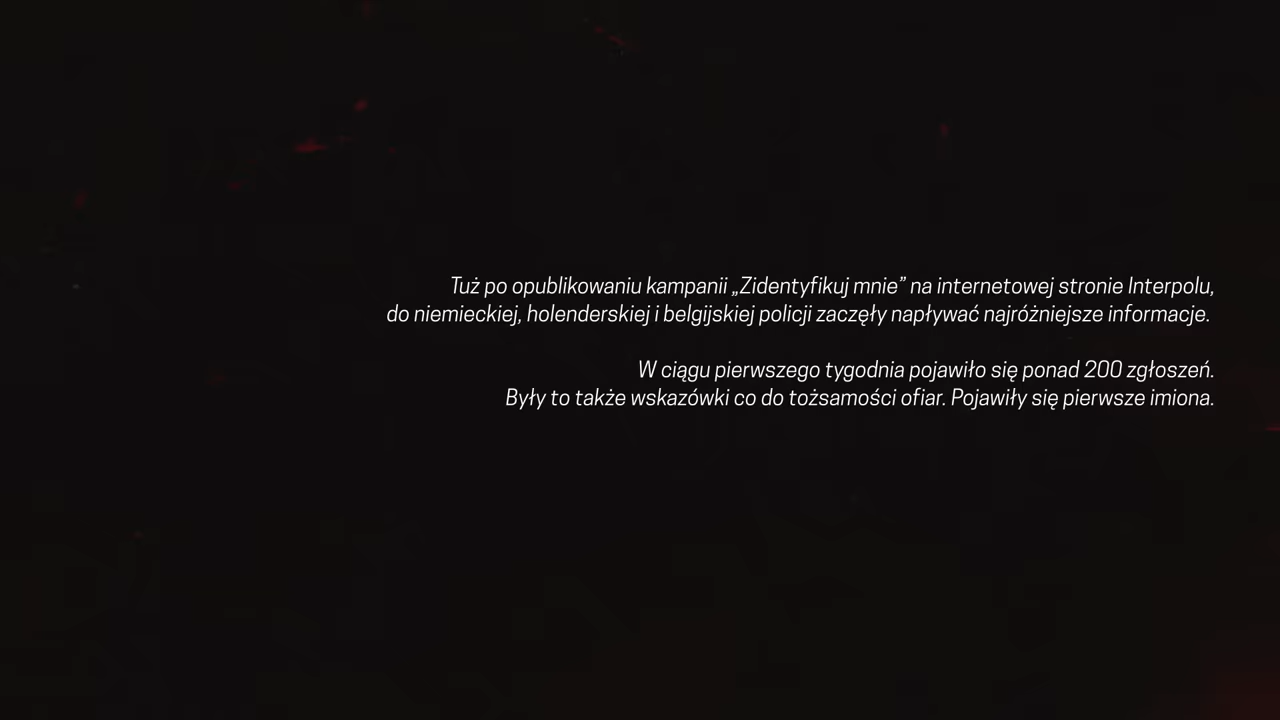 Tuż po opublikowaniu kampanii „Zidentyfikuj mnie” na internetowej stronie Interpolu,
do niemieckiej, holenderskiej i belgijskiej policji zaczęły napływać najróżniejsze informacje.
W ciągu pierwszego tygodnia pojawiło się ponad 200 zgłoszeń.
Były to także wskazówki co do tożsamości ofiar. Pojawiły się pierwsze imiona.